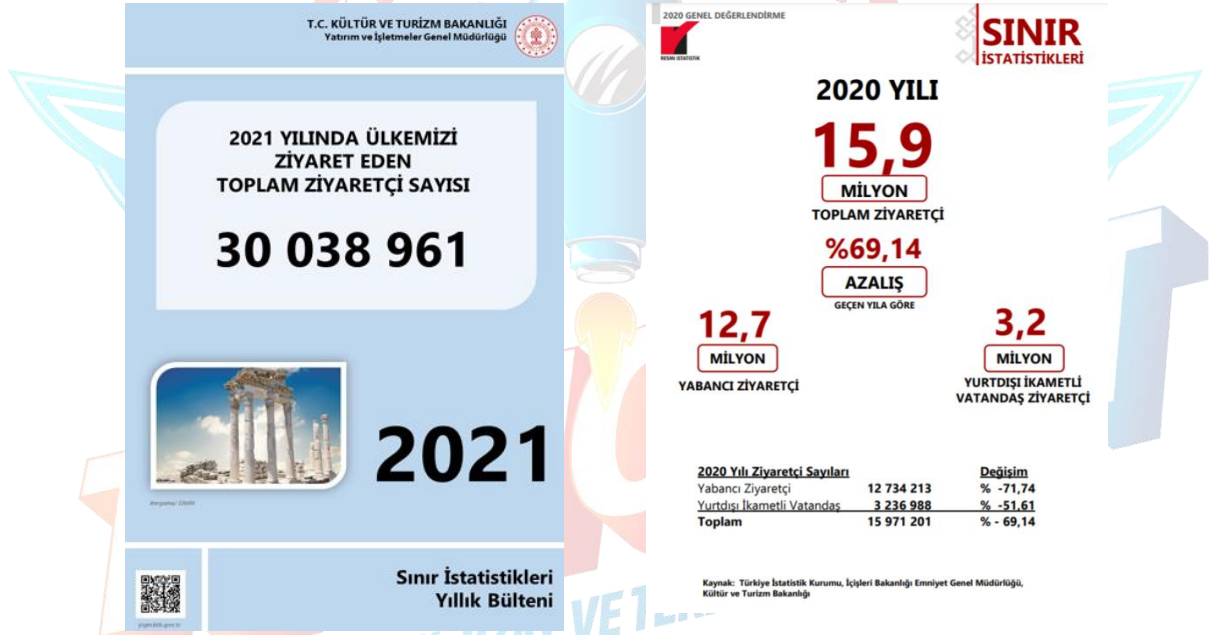 T.C. KÜLTÜR VE TURİZM BAKANLIĞI
Yatırım ve İşletmeler Genel Müdürlüğü
2021 YILINDA ÜLKEMİZİ
ZİYARET EDEN
TOPLAM ZİYARETÇİ SAYISI
30 038 961
2021
Sınır İstatistikleri
Yıllık Bülteni
2020 GENEL DEĞERLENDİRME
RESMİ İSTATİSTİK
SINIR
İSTATİSTİKLERİ
2020 YILI
15,9
MİLYON
TOPLAM ZİYARETÇİ
%69,14
AZALIŞ
GEÇEN YILA GÖRE
12,7
MİLYON
YABANCI ZİYARETÇİ
3,2
MİLYON
YURTDIŞI İKAMETLİ
VATANDAŞ ZİYARETÇİ
2020 Yılı Ziyaretçi Sayıları Değişim
Yabancı Ziyaretçi 12 734 213 % -71,74
Yurtdışı İkametli Vatandaş 3 236 988 % -51,61
Toplam 15 971 201 % - 69,14
Kaynak: Türkiye İstatistik Kurumu, İçişleri Bakanlığı Emniyet Genel Müdürlüğü,
Kültür ve Turizm Bakanlığı